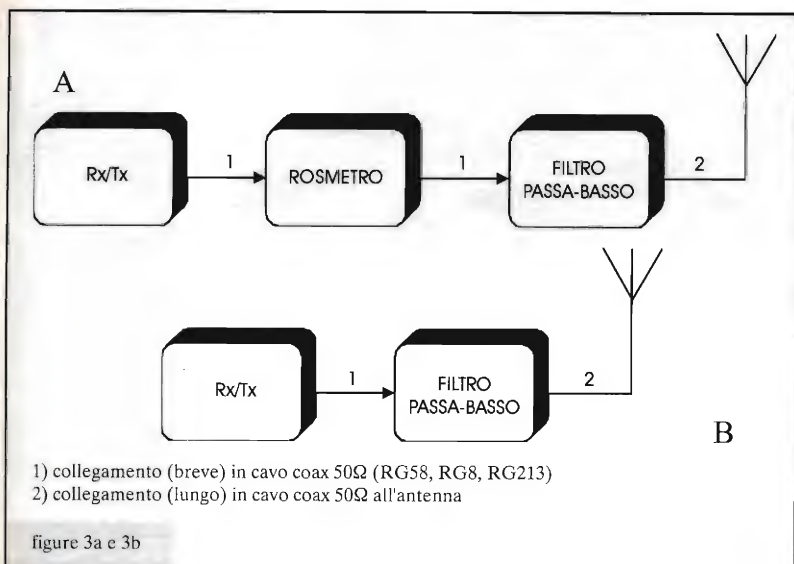 A
Rx/Tx
1
ROSMETRO
1
FILTRO
PASSA-BASSO
2
Rx/Tx
1
FILTRO
PASSA-BASSO
2
B
1) collegamento (breve) in cavo coax 50Ω (RG58, RG8, RG213)
2) collegamento (lungo) in cavo coax 50Ω all'antenna
figure 3a e 3b